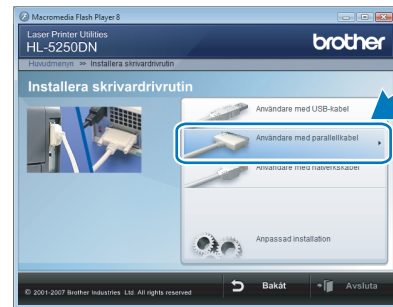 Macromedia Flash Player 8
Laser Printer Utilities
HL-5250DN
brother
Huvudmenyn >> Installera skrivardrivrutin
Installera skrivardrivrutin
Användare med USB-kabel
Användare med parallellkabel
Användare med nätverkskabel
Anpassad installation
© 2001-2007 Brother Industries Ltd. All rights reserved
Bakåt
Avsluta